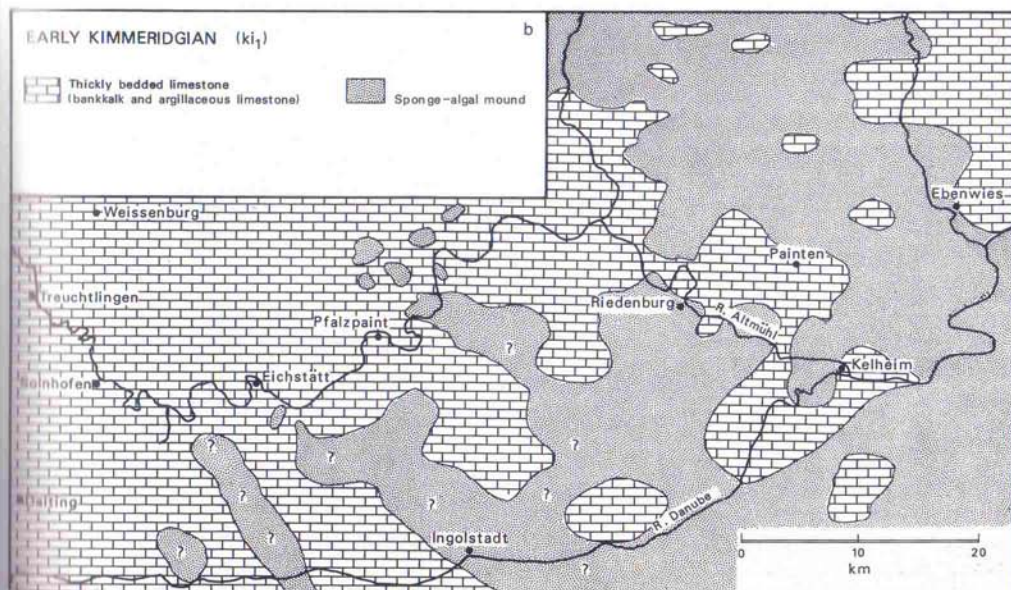 EARLY KIMMERIDGIAN (ki₁)
b
Thickly bedded limestone
(bankkalk and argillaceous limestone)
Sponge-algal mound
Weissenburg
Ebenwies
Painten
Treuchtlingen
Riedenburg
R. Altmühl
Pfalzpaint
?
Kelheim
Eichstätt
?
?
?
?
?
?
?
R. Danube
Ingolstadt
?
0 10 20
km